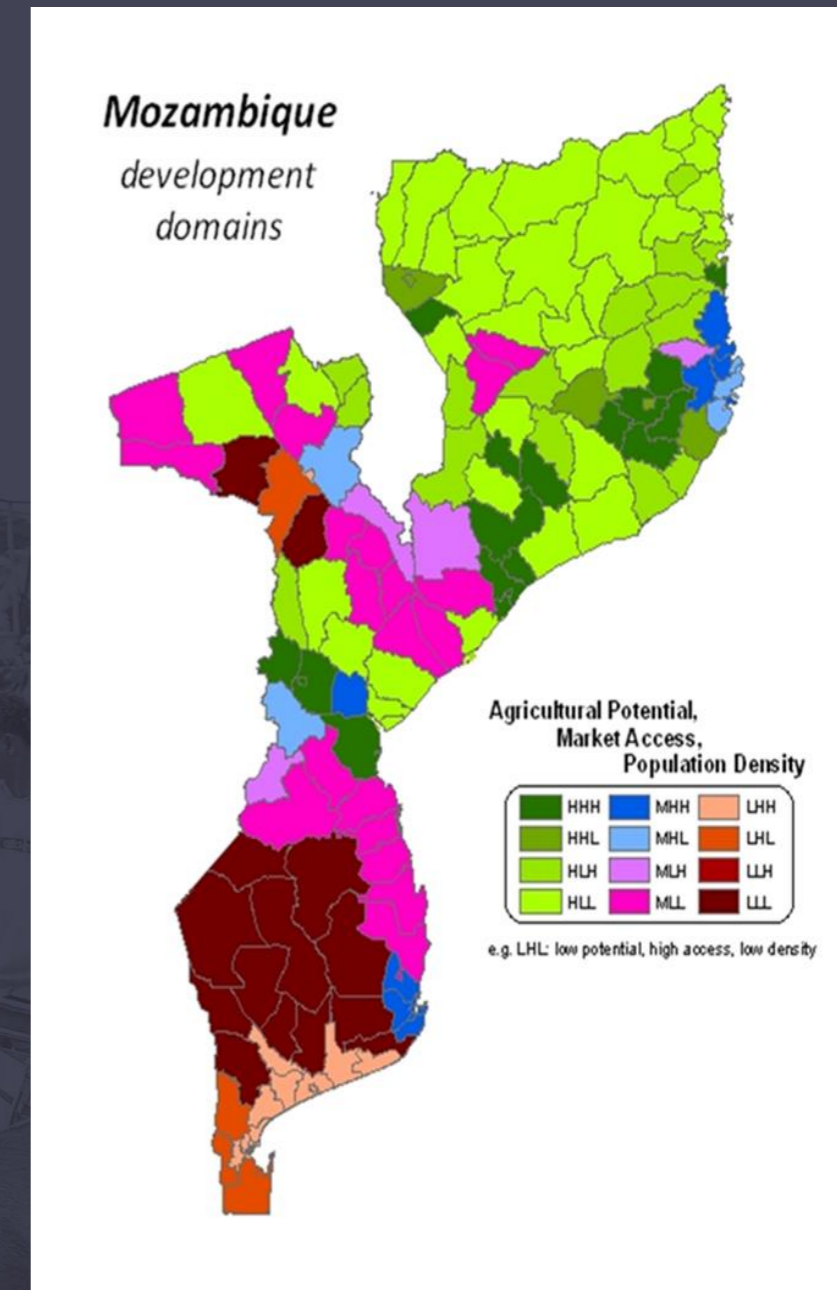 Mozambique
development
domains
Agricultural Potential,
Market Access,
Population Density
HHH MHH LHH
HHL MHL LHL
HLH MLH LLH
HLL MLL LLL
e.g. LHL: low potential, high access, low density